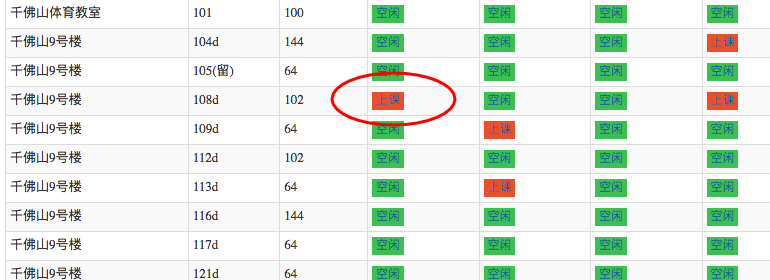 千佛山体育教室 101 100 空闲 空闲 空闲 空闲
千佛山9号楼 104d 144 空闲 空闲 空闲 上课
千佛山9号楼 105(留) 64 空闲 空闲 空闲 空闲
千佛山9号楼 108d 102 上课 空闲 空闲 上课
千佛山9号楼 109d 64 空闲 上课 空闲 空闲
千佛山9号楼 112d 102 空闲 空闲 空闲 空闲
千佛山9号楼 113d 64 空闲 上课 空闲 空闲
千佛山9号楼 116d 144 空闲 空闲 空闲 空闲
千佛山9号楼 117d 64 空闲 空闲 空闲 空闲
千佛山9号楼 121d 64 空闲 空闲 空闲 空闲